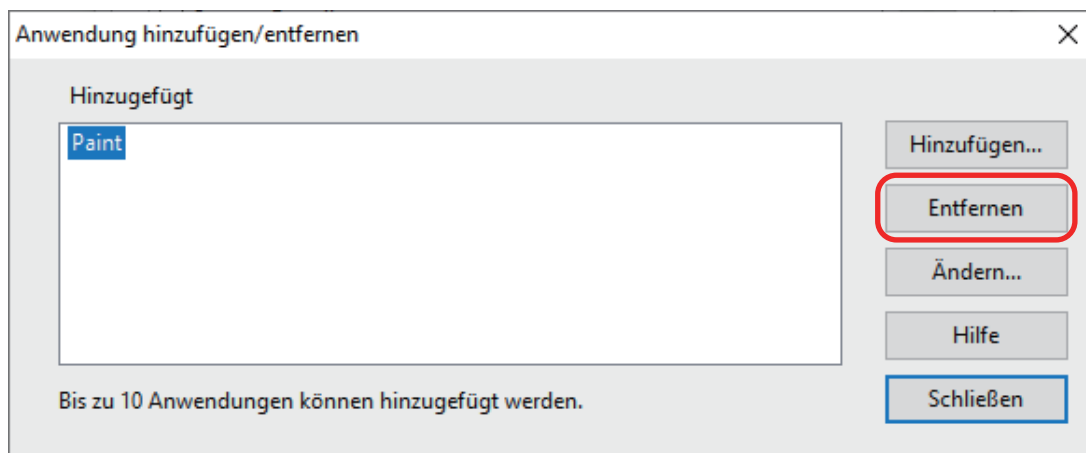 Anwendung hinzufügen/entfernen
Hinzugefügt
Paint
Hinzufügen...
Entfernen
Ändern...
Hilfe
Schließen
Bis zu 10 Anwendungen können hinzugefügt werden.